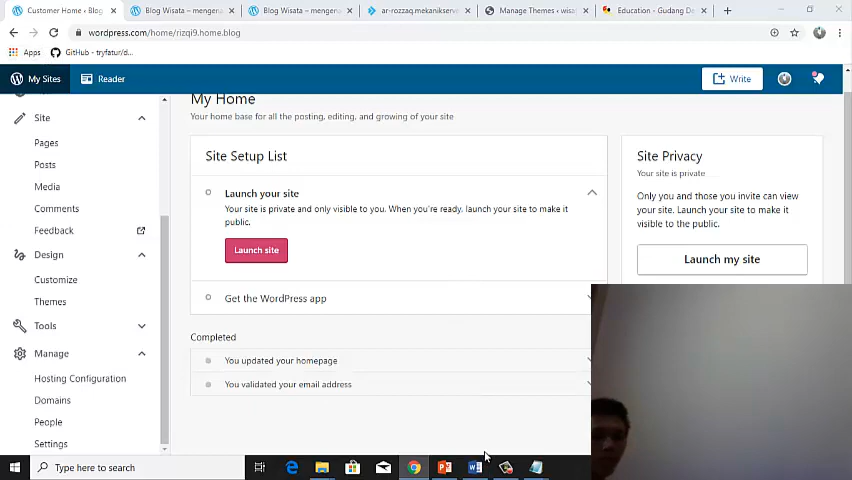 Customer Home ‹ Blog
Blog Wisata – mengena
Blog Wisata – mengena
ar-rozzaq.mekanikserve
Manage Themes ‹ wisa
Education - Gudang Da
wordpress.com/home/rizqi9.home.blog
Apps
GitHub - tryfatur/d...
My Sites
Reader
Write
Site
Pages
Posts
Media
Comments
Feedback
Design
Customize
Themes
Tools
Manage
Hosting Configuration
Domains
People
Settings
My Home
Your home base for all the posting, editing, and growing of your site
Site Setup List
Launch your site
Your site is private and only visible to you. When you're ready, launch your site to make it
public.
Launch site
Get the WordPress app
Completed
You updated your homepage
You validated your email address
Site Privacy
Your site is private
Only you and those you invite can view
your site. Launch your site to make it
visible to the public.
Launch my site
Type here to search